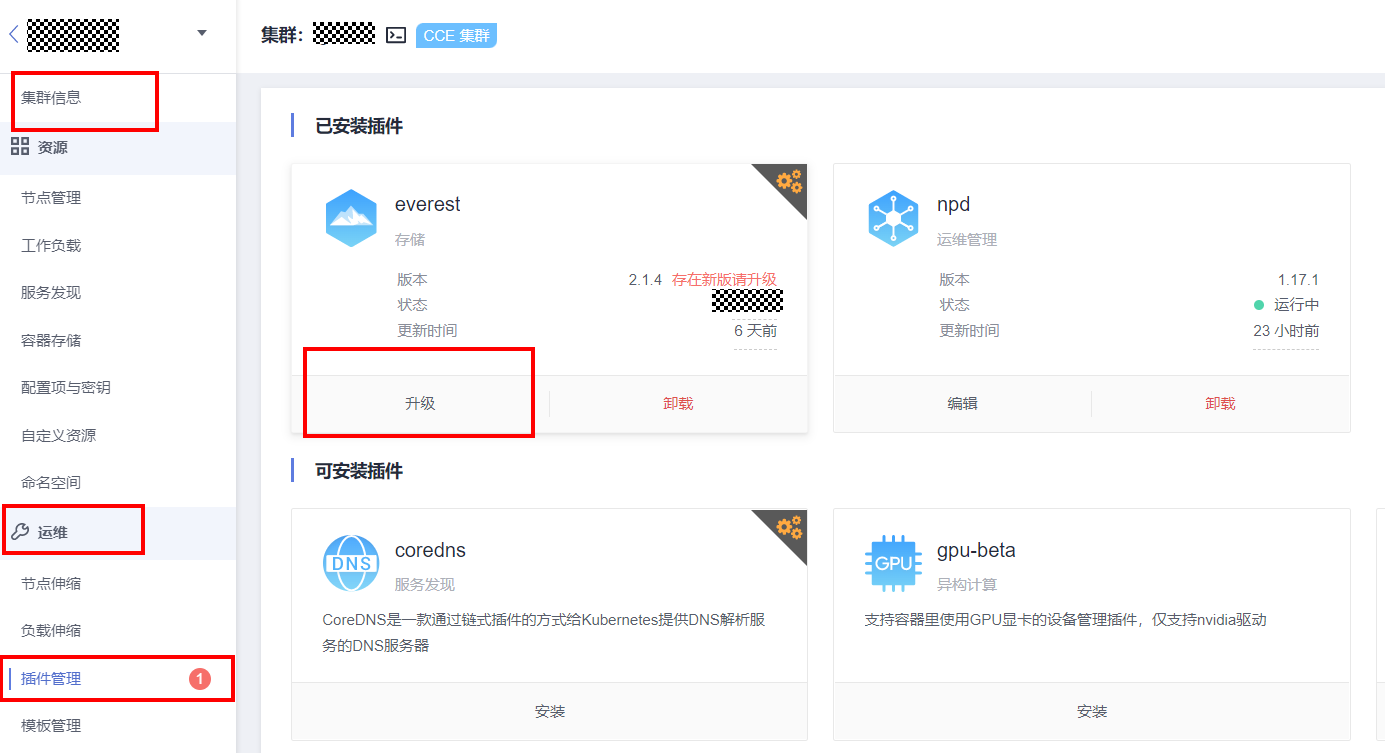 集群信息
资源
节点管理
工作负载
服务发现
容器存储
配置项与密钥
自定义资源
命名空间
运维
节点伸缩
负载伸缩
插件管理 1
模板管理
集群： CCE 集群
已安装插件
everest
存储
版本 2.1.4 存在新版请升级
状态
更新时间 6 天前
升级 卸载
npd
运维管理
版本 1.17.1
状态 运行中
更新时间 23 小时前
编辑 卸载
可安装插件
DNS
coredns
服务发现
CoreDNS是一款通过链式插件的方式给Kubernetes提供DNS解析服
务的DNS服务器
安装
GPU
gpu-beta
异构计算
支持容器里使用GPU显卡的设备管理插件，仅支持nvidia驱动
安装